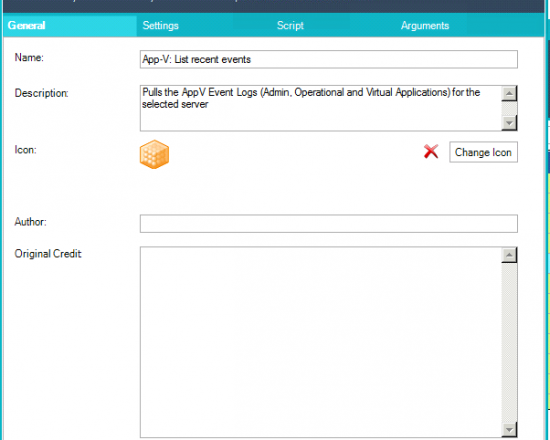 General Settings Script Arguments
Name: App-V: List recent events
Description: Pulls the AppV Event Logs (Admin, Operational and Virtual Applications) for the
selected server
Icon: Change Icon
Author:
Original Credit: